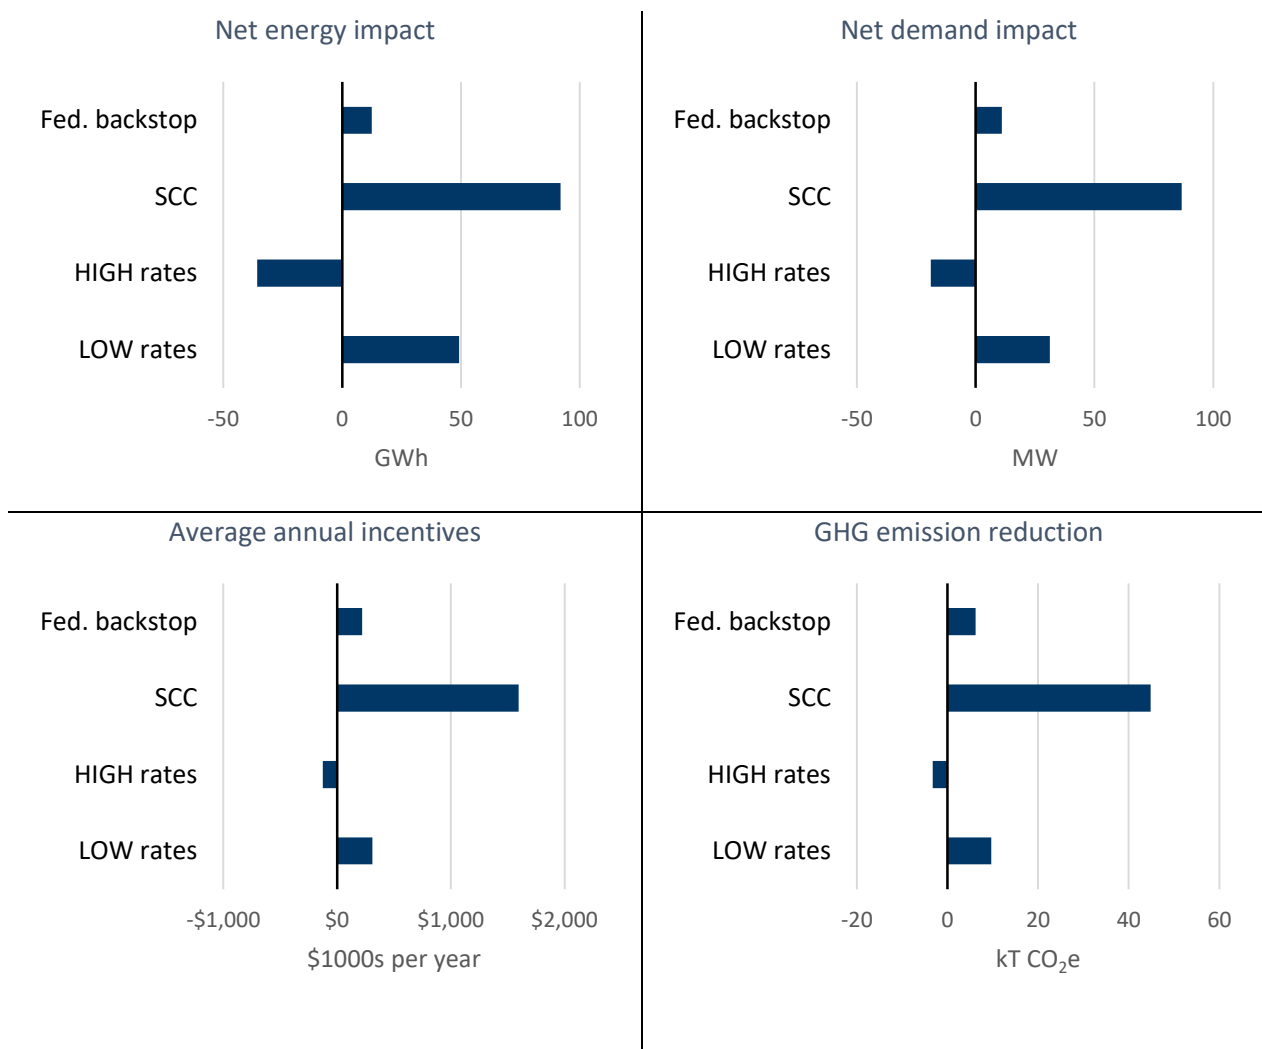 Net energy impact
Fed. backstop
SCC
HIGH rates
LOW rates
-50 0 50 100
GWh
Net demand impact
Fed. backstop
SCC
HIGH rates
LOW rates
-50 0 50 100
MW
Average annual incentives
Fed. backstop
SCC
HIGH rates
LOW rates
-$1,000 $0 $1,000 $2,000
$1000s per year
GHG emission reduction
Fed. backstop
SCC
HIGH rates
LOW rates
-20 0 20 40 60
kT CO₂e